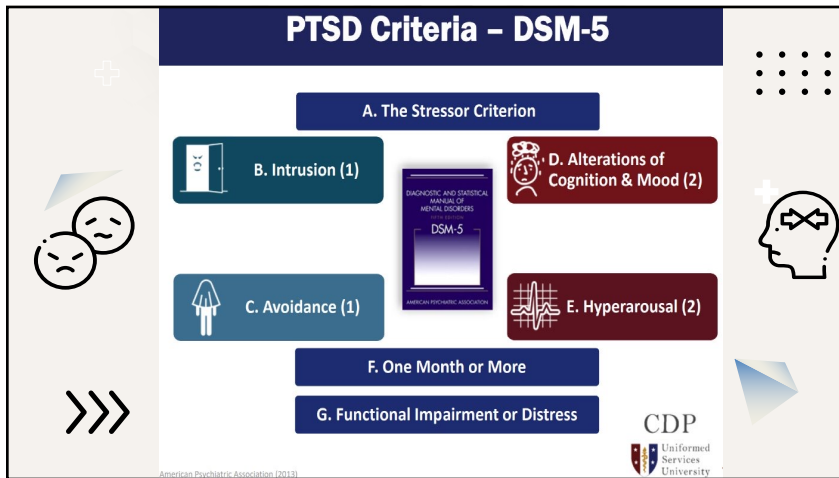 PTSD Criteria – DSM-5
A. The Stressor Criterion
B. Intrusion (1)
D. Alterations of
Cognition & Mood (2)
DIAGNOSTIC AND STATISTICAL
MANUAL OF
MENTAL DISORDERS
FIFTH EDITION
DSM-5
AMERICAN PSYCHIATRIC ASSOCIATION
C. Avoidance (1)
E. Hyperarousal (2)
F. One Month or More
G. Functional Impairment or Distress
CDP
Uniformed
Services
University
American Psychiatric Association (2013)